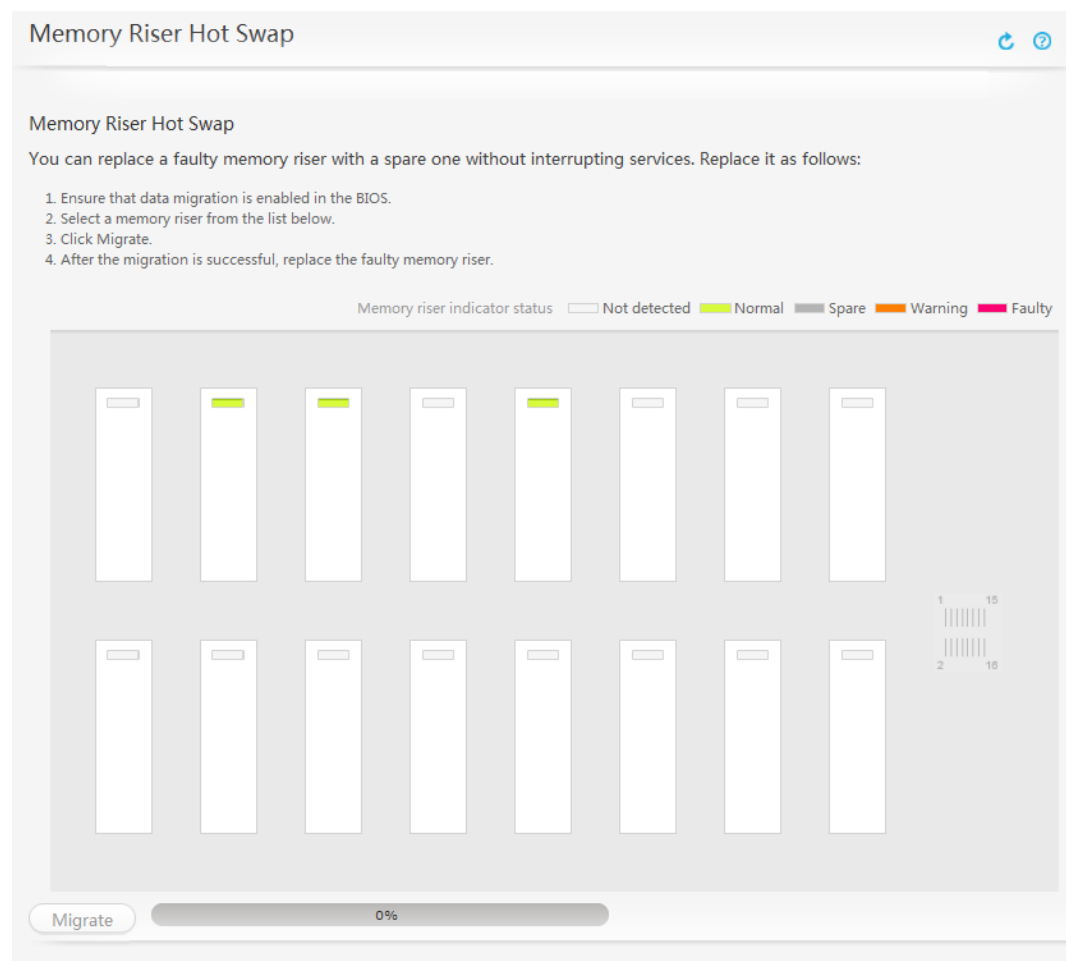 Memory Riser Hot Swap
Memory Riser Hot Swap
You can replace a faulty memory riser with a spare one without interrupting services. Replace it as follows:
1. Ensure that data migration is enabled in the BIOS.
2. Select a memory riser from the list below.
3. Click Migrate.
4. After the migration is successful, replace the faulty memory riser.
Memory riser indicator status Not detected Normal Spare Warning Faulty
1 15
2 16
Migrate 0%